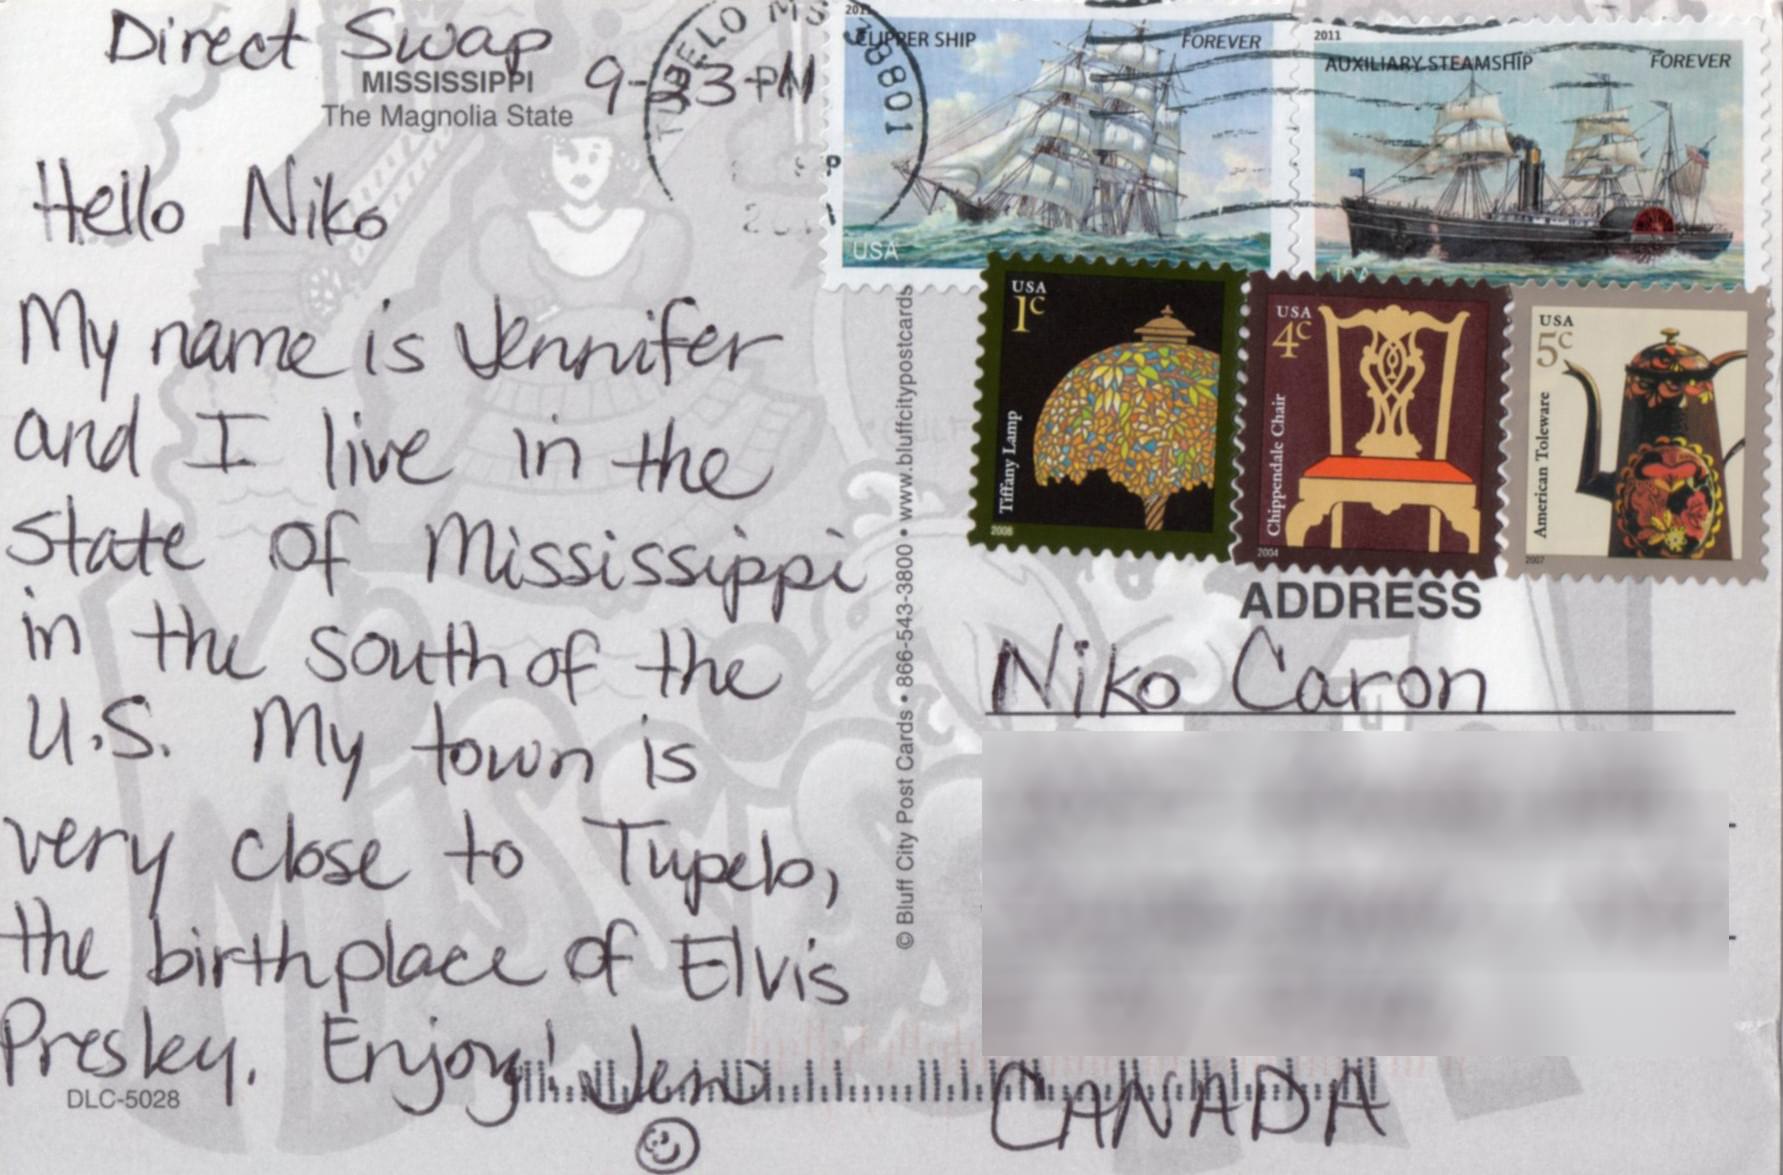 Direct Swap
MISSISSIPPI
The Magnolia State
9-23-11
Hello Niko
My name is Jennifer
and I live in the
state of Mississippi
in the south of the
U.S. My town is
very close to Tupelo,
the birthplace of Elvis
Presley. Enjoy! Jenn
DLC-5028
© Bluff City Post Cards • 866-543-3800 • www.bluffcitypostcards
TUPELO MS 38801
PM
2011
CLIPPER SHIP
FOREVER
USA
2011
AUXILIARY STEAMSHIP
FOREVER
USA
USA
1c
Tiffany Lamp
2008
USA
4c
Chippendale Chair
2004
USA
5c
American Toleware
2007
ADDRESS
Niko Caron
CANADA